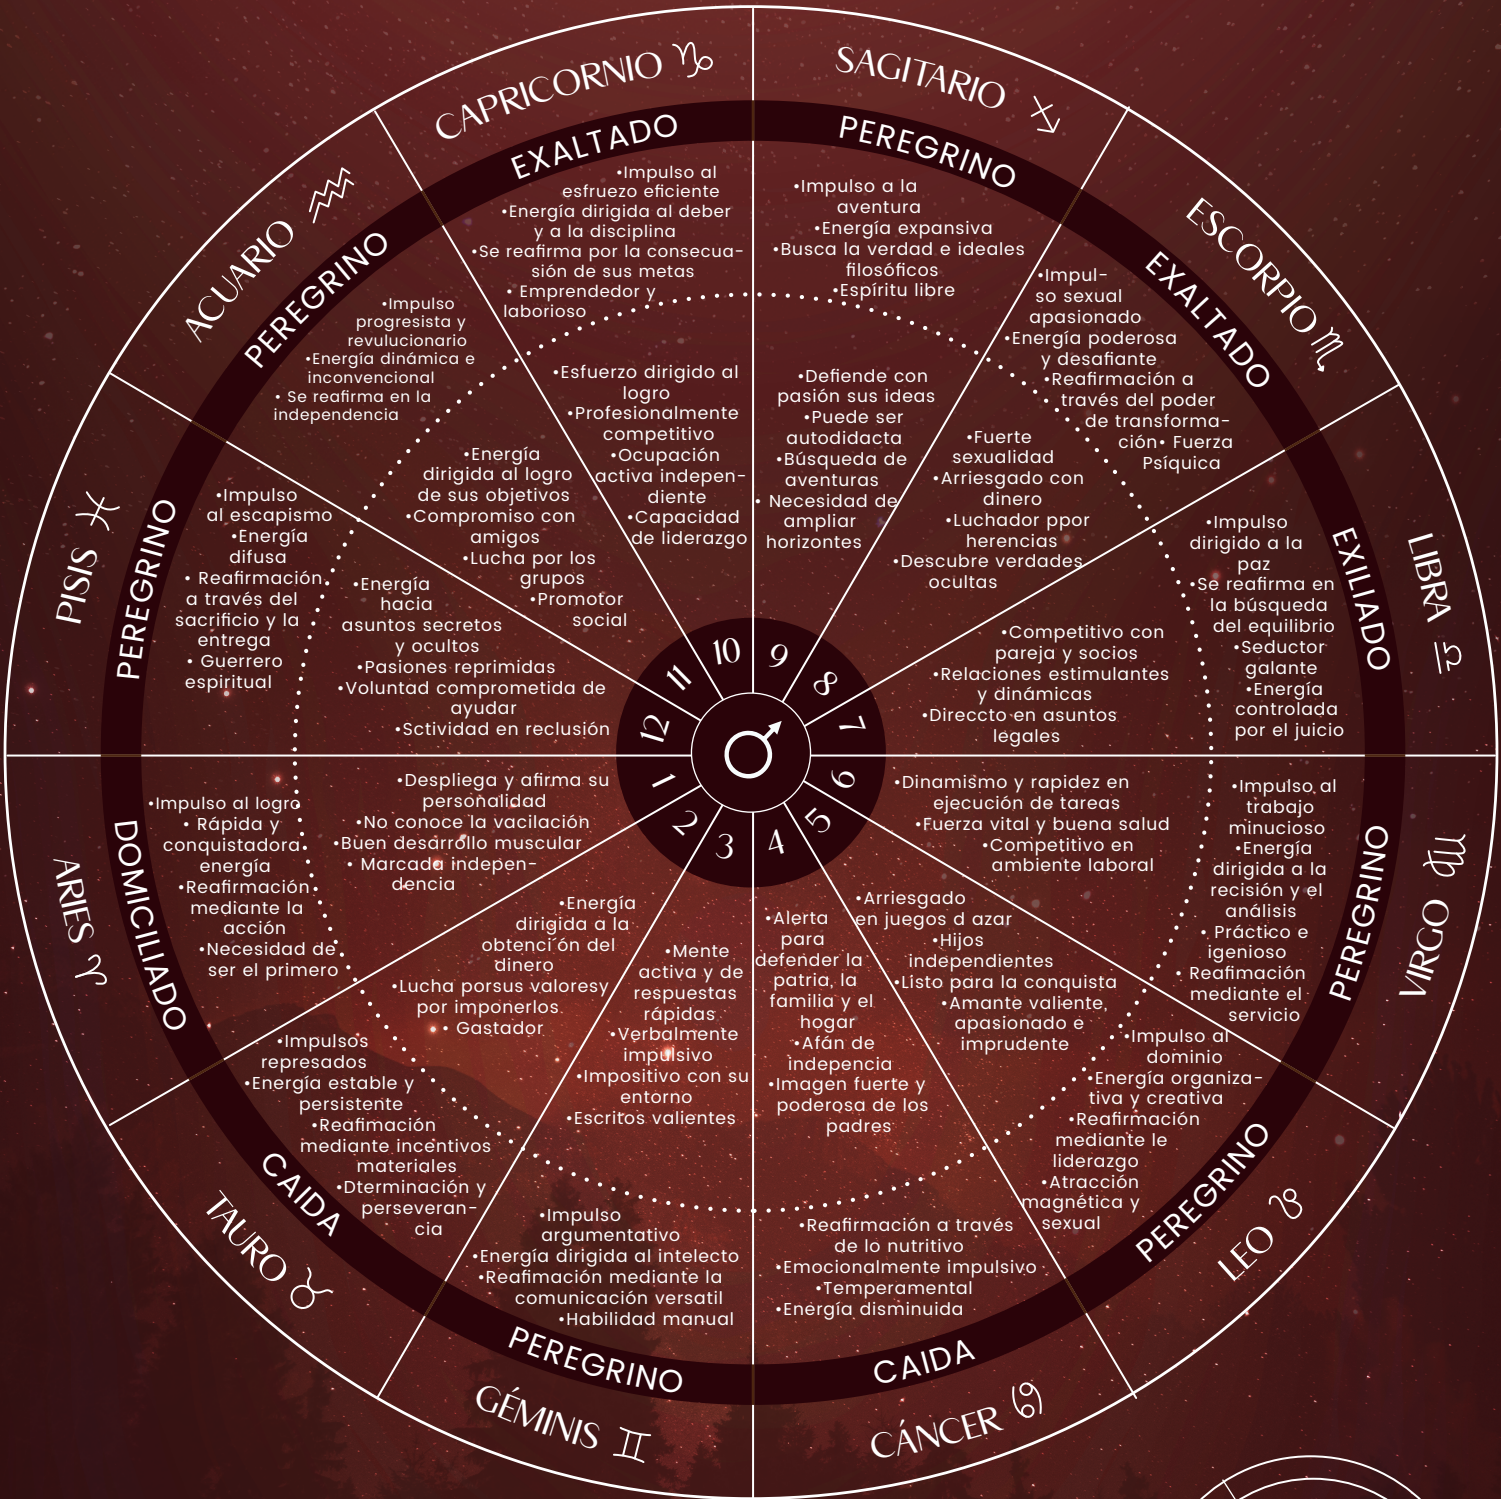 CAPRICORNIO
EXALTADO
•Impulso al
esfruezo eficiente
•Energía dirigida al deber
y a la disciplina
•Se reafirma por la consecua-
sión de sus metas
• Emprendedor y
laborioso
•Esfuerzo dirigido al
logro
•Profesionalmente
competitivo
•Ocupación
activa indepen-
diente
•Capacidad
de liderazgo
10
SAGITARIO
PEREGRINO
•Impulso a la
aventura
•Energía expansiva
•Busca la verdad e ideales
filosóficos
•Espíritu libre
•Defiende con
pasión sus ideas
•Puede ser
autodidacta
•Búsqueda de
aventuras
• Necesidad de
ampliar
horizontes
9
ESCORPIO
EXALTADO
•Impul-
so sexual
apasionado
•Energía poderosa
y desafiante
•Reafirmación a
través del poder
de transforma-
ción• Fuerza
Psíquica
•Fuerte
sexualidad
•Arriesgado con
dinero
•Luchador ppor
herencias
•Descubre verdades
ocultas
8
LIBRA
EXILIADO
•Impulso
dirigido a la
paz
•Se reafirma en
la búsqueda
del equilibrio
•Seductor
galante
•Energía
controlada
por el juicio
•Competitivo con
pareja y socios
•Relaciones estimulantes
y dinámicas
•Direccto en asuntos
legales
7
VIRGO
PEREGRINO
•Impulso al
trabajo
minucioso
•Energía
dirigida a la
recisión y el
análisis
• Práctico e
igenioso
• Reafimación
mediante el
servicio
•Dinamismo y rapidez en
ejecución de tareas
•Fuerza vital y buena salud
•Competitivo en
ambiente laboral
6
LEO
PEREGRINO
•Impulso al
dominio
•Energía organiza-
tiva y creativa
•Reafirmación
mediante le
liderazgo
•Atracción
magnética y
sexual
•Arriesgado
en juegos d azar
•Hijos
independientes
•Listo para la conquista
•Amante valiente,
apasionado e
imprudente
5
CÁNCER
CAIDA
•Reafirmación a través
de lo nutritivo
•Emocionalmente impulsivo
•Temperamental
•Energía disminuida
•Alerta
para
defender la
patria, la
familia y el
hogar
•Afán de
indepencia
•Imagen fuerte y
poderosa de los
padres
4
GÉMINIS
PEREGRINO
•Impulso
argumentativo
•Energía dirigida al intelecto
•Reafimación mediante la
comunicación versatil
•Habilidad manual
•Mente
activa y de
respuestas
rápidas
•Verbalmente
impulsivo
•Impositivo con su
entorno
•Escritos valientes
3
TAURO
CAIDA
•Impulsos
represados
•Energía estable y
persistente
•Reafimación
mediante incentivos
materiales
•Dterminación y
perseveran-
cia
•Energía
dirigida a la
obtención del
dinero
•Lucha porsus valoresy
por imponerlos
• Gastador
2
ARIES
DOMICILIADO
•Impulso al logro
• Rápida y
conquistadora
energía
•Reafirmación
mediante la
acción
•Necesidad de
ser el primero
•Despliega y afirma su
personalidad
•No conoce la vacilación
•Buen desarrollo muscular
• Marcada indepen-
dencia
1
PISIS
PEREGRINO
•Impulso
al escapismo
•Energía
difusa
• Reafirmación
a través del
sacrificio y la
entrega
• Guerrero
espiritual
•Energía
hacia
asuntos secretos
y ocultos
•Pasiones reprimidas
•Voluntad comprometida de
ayudar
•Sctividad en reclusión
12
ACUARIO
PEREGRINO
•Impulso
progresista y
revulucionario
•Energía dinámica e
inconvencional
• Se reafirma en la
independencia
•Energía
dirigida al logro
de sus objetivos
•Compromiso con
amigos
•Lucha por los
grupos
•Promotor
social
11